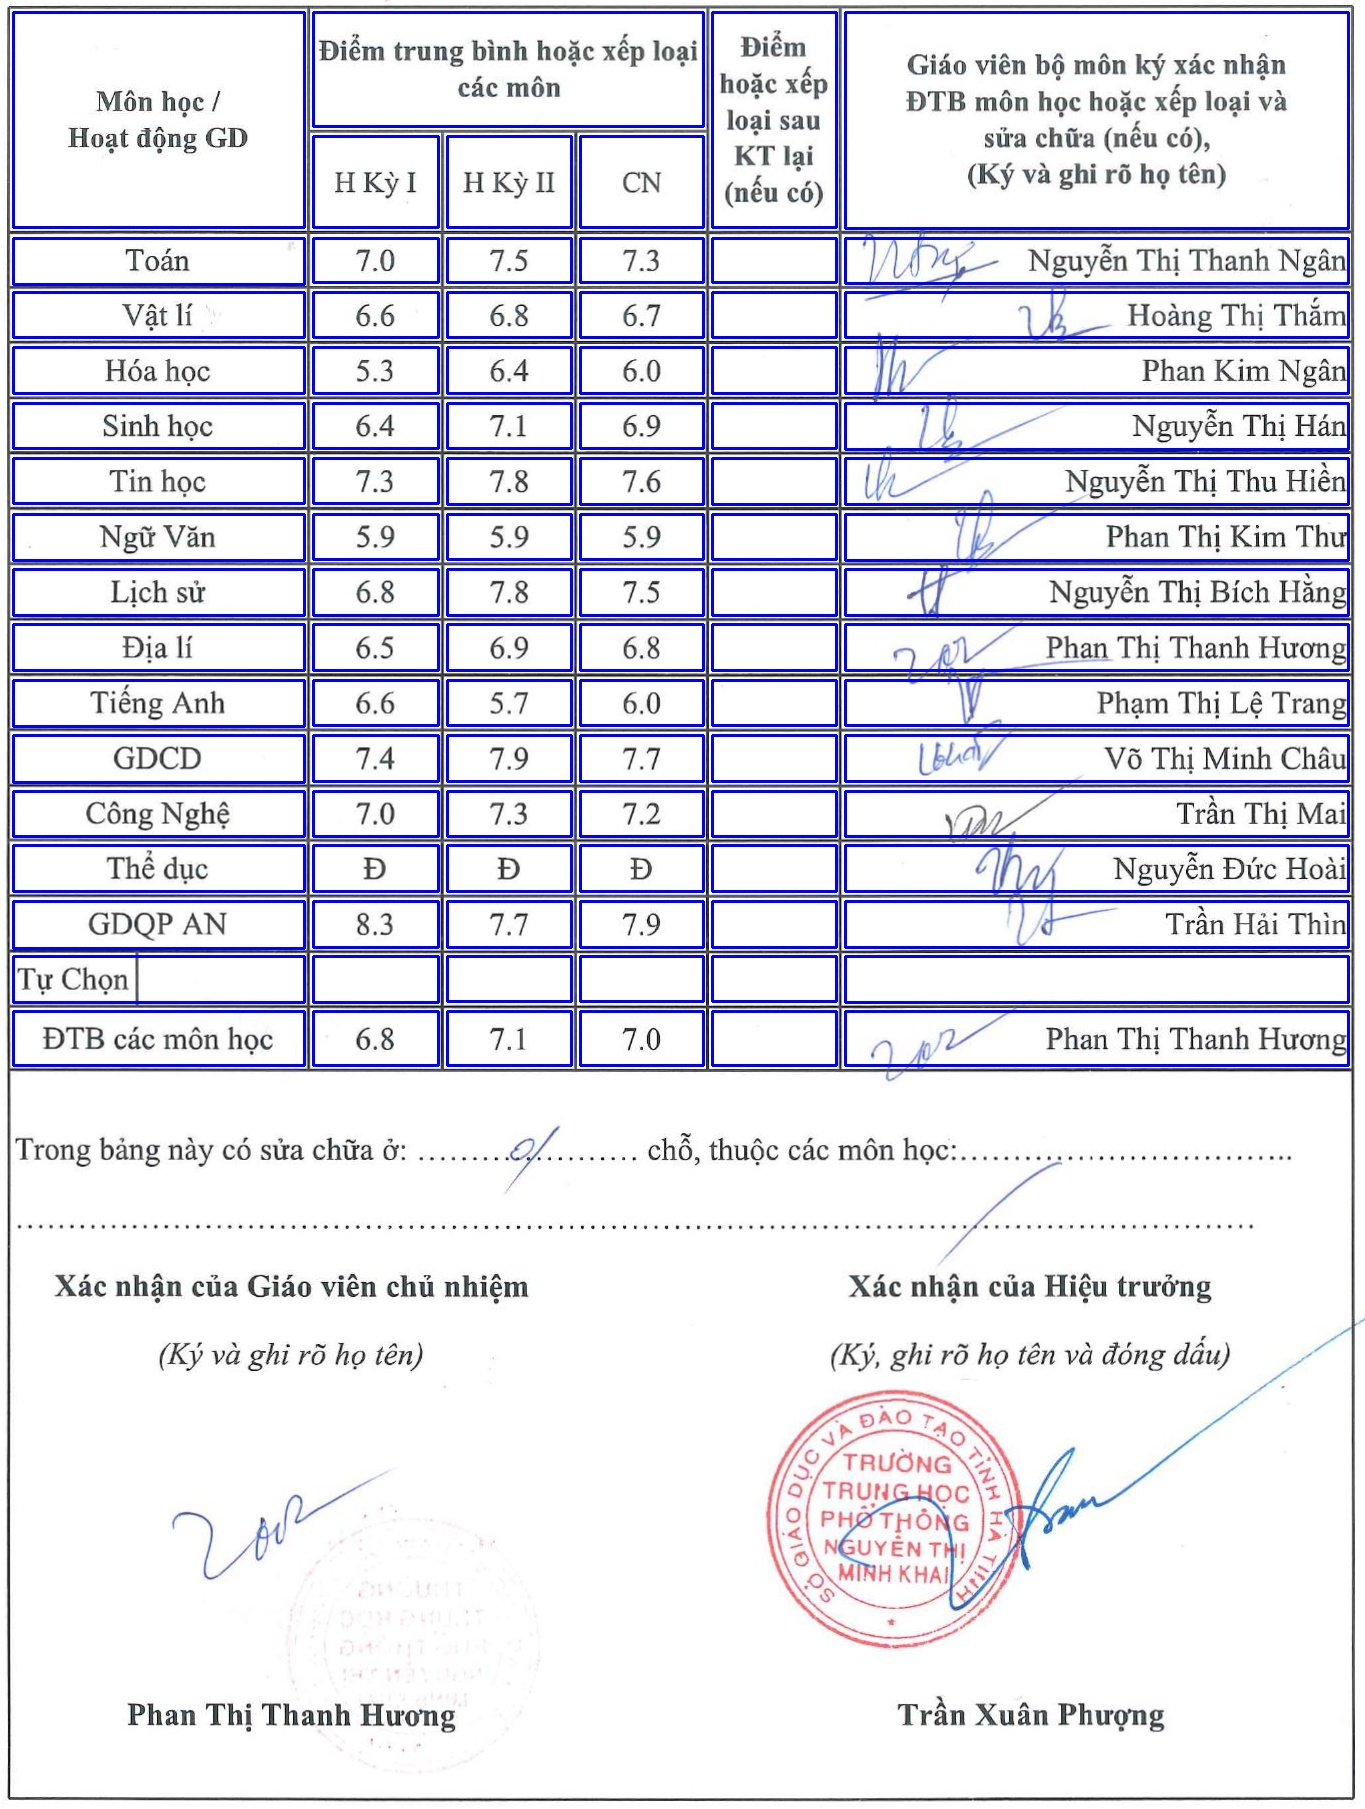 Môn học /
Hoạt động GD
Điểm trung bình hoặc xếp loại
các môn
H Kỳ I H Kỳ II CN
Điểm
hoặc xếp
loại sau
KT lại
(nếu có)
Giáo viên bộ môn ký xác nhận
ĐTB môn học hoặc xếp loại và
sửa chữa (nếu có),
(Ký và ghi rõ họ tên)
Toán 7.0 7.5 7.3 Nguyễn Thị Thanh Ngân
Vật lí 6.6 6.8 6.7 Hoàng Thị Thắm
Hóa học 5.3 6.4 6.0 Phan Kim Ngân
Sinh học 6.4 7.1 6.9 Nguyễn Thị Hán
Tin học 7.3 7.8 7.6 Nguyễn Thị Thu Hiền
Ngữ Văn 5.9 5.9 5.9 Phan Thị Kim Thư
Lịch sử 6.8 7.8 7.5 Nguyễn Thị Bích Hằng
Địa lí 6.5 6.9 6.8 Phan Thị Thanh Hương
Tiếng Anh 6.6 5.7 6.0 Phạm Thị Lệ Trang
GDCD 7.4 7.9 7.7 Võ Thị Minh Châu
Công Nghệ 7.0 7.3 7.2 Trần Thị Mai
Thể dục Đ Đ Đ Nguyễn Đức Hoài
GDQP AN 8.3 7.7 7.9 Trần Hải Thìn
Tự Chọn
ĐTB các môn học 6.8 7.1 7.0 Phan Thị Thanh Hương
Trong bảng này có sửa chữa ở: ......... 0/ ......... chỗ, thuộc các môn học:...............................
Xác nhận của Giáo viên chủ nhiệm
(Ký và ghi rõ họ tên)
Phan Thị Thanh Hương
Xác nhận của Hiệu trưởng
(Ký, ghi rõ họ tên và đóng dấu)
SỞ GIÁO DỤC VÀ ĐÀO TẠO TỈNH HÀ TĨNH
TRƯỜNG
TRUNG HỌC
PHỔ THÔNG
NGUYỄN THỊ
MINH KHAI
Trần Xuân Phượng